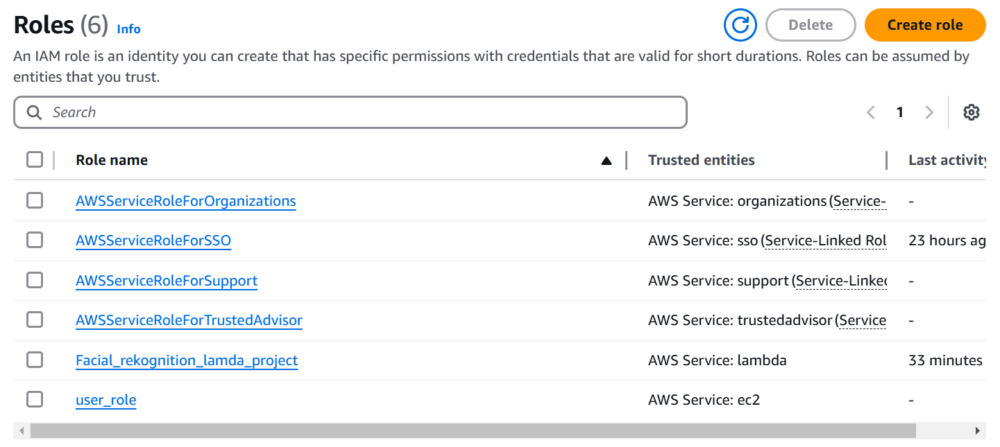 Roles (6) Info
Delete
Create role
An IAM role is an identity you can create that has specific permissions with credentials that are valid for short durations. Roles can be assumed by
entities that you trust.
Search
1
Role name Trusted entities Last activity
AWSServiceRoleForOrganizations AWS Service: organizations (Service- -
AWSServiceRoleForSSO AWS Service: sso (Service-Linked Rol 23 hours ag
AWSServiceRoleForSupport AWS Service: support (Service-Linked -
AWSServiceRoleForTrustedAdvisor AWS Service: trustedadvisor (Service -
Facial_rekognition_lamda_project AWS Service: lambda 33 minutes
user_role AWS Service: ec2 -